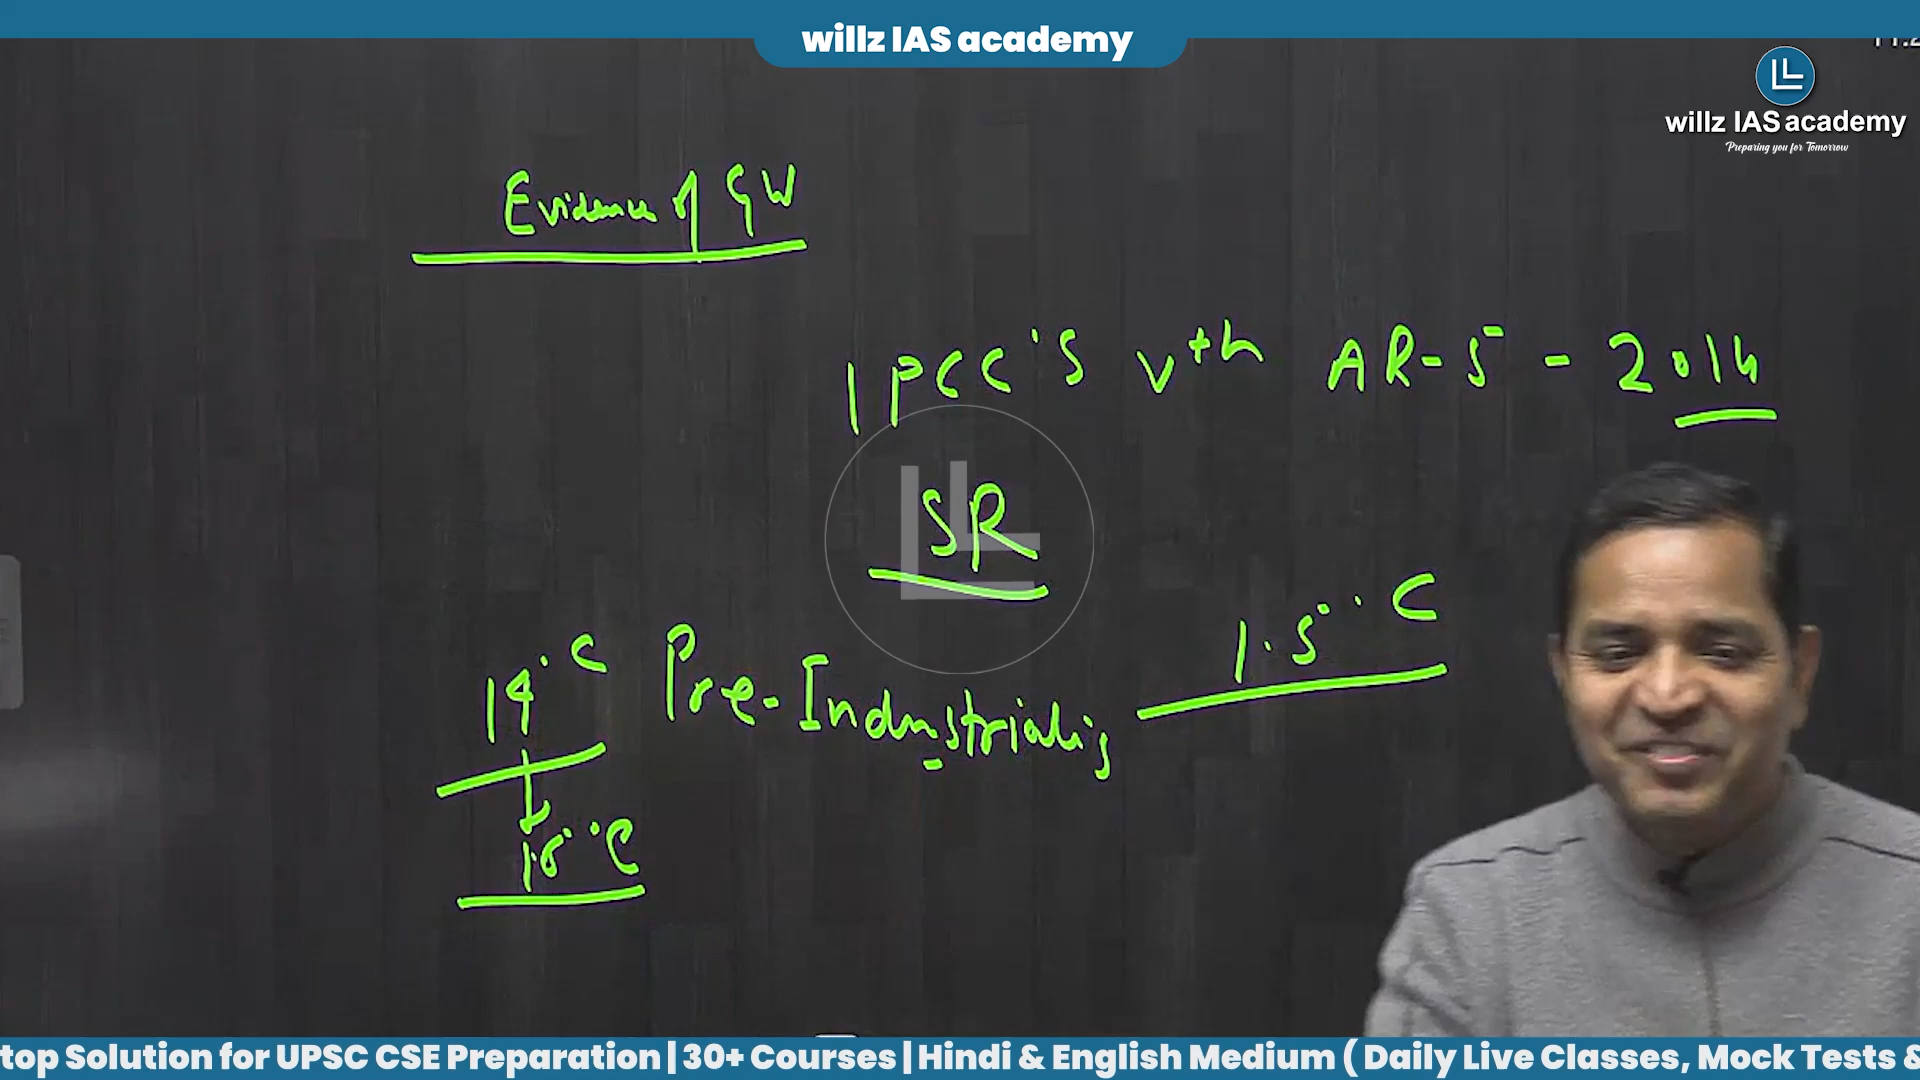 willz IAS academy
willz IAS academy
Preparing you for Tomorrow
Evidence of GW
IPCC's Vth AR-5 - 2014
SR
1.5°C
14°C Pre-Industrial
15°C
top Solution for UPSC CSE Preparation | 30+ Courses | Hindi & English Medium ( Daily Live Classes, Mock Tests &